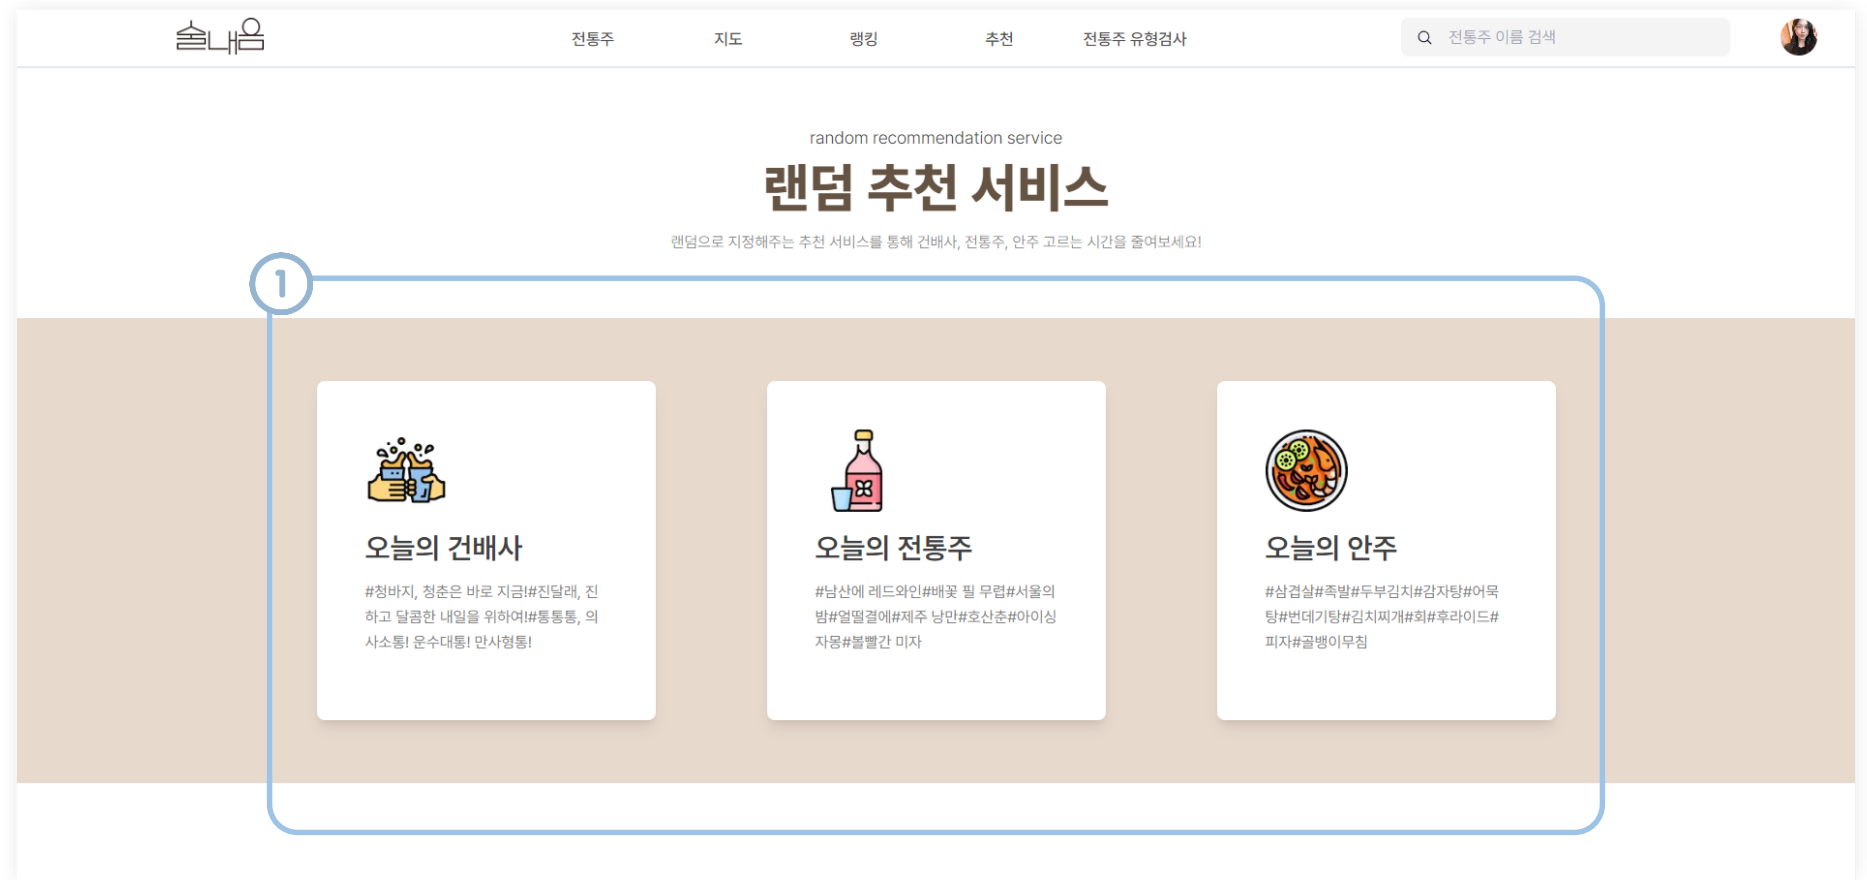 술내음
전통주
지도
랭킹
추천
전통주 유형검사
전통주 이름 검색
random recommendation service
랜덤 추천 서비스
랜덤으로 지정해주는 추천 서비스를 통해 건배사, 전통주, 안주 고르는 시간을 줄여보세요!
1
오늘의 건배사
#청바지, 청춘은 바로 지금!#진달래, 진
하고 달콤한 내일을 위하여!#통통통, 의
사소통! 운수대통! 만사형통!
오늘의 전통주
#남산에 레드와인#배꽃 필 무렵#서울의
밤#얼떨결에#제주 낭만#호산춘#아이싱
자몽#볼빨간 미자
오늘의 안주
#삼겹살#족발#두부김치#감자탕#어묵
탕#번데기탕#김치찌개#회#후라이드#
피자#골뱅이무침